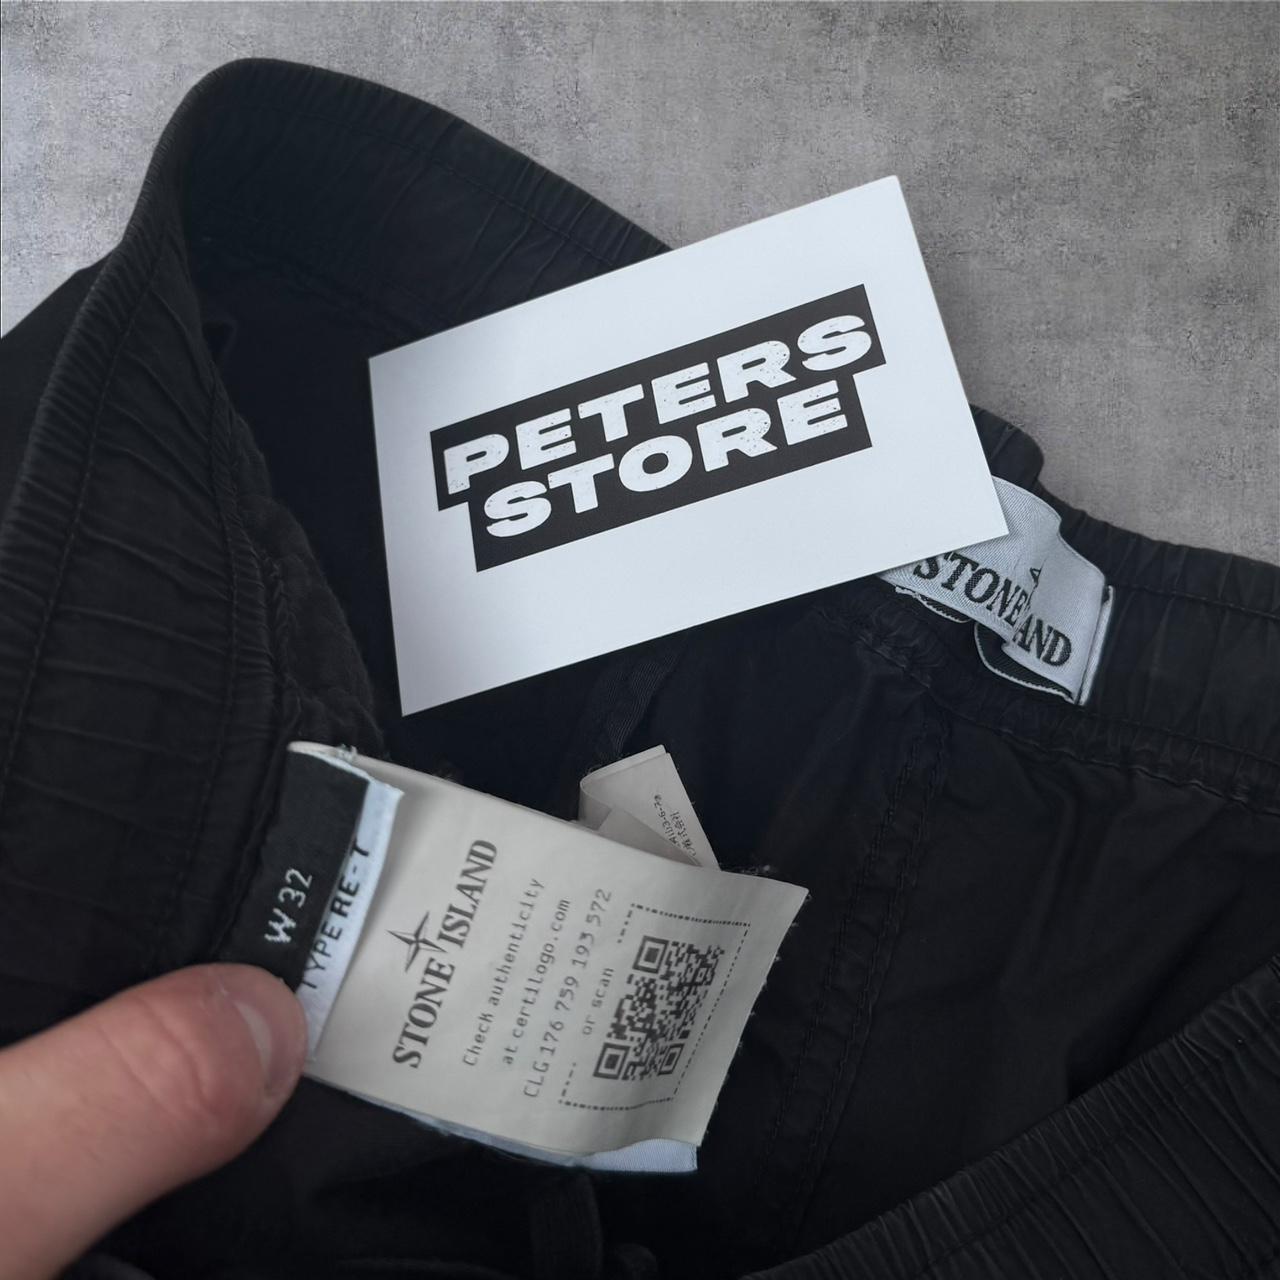 PETERS
STORE
STONE
AND
W 32
TYPE RE-T
STONE ISLAND
Check authenticity
at certilogo.com
CLG 176 759 193 572
or scan